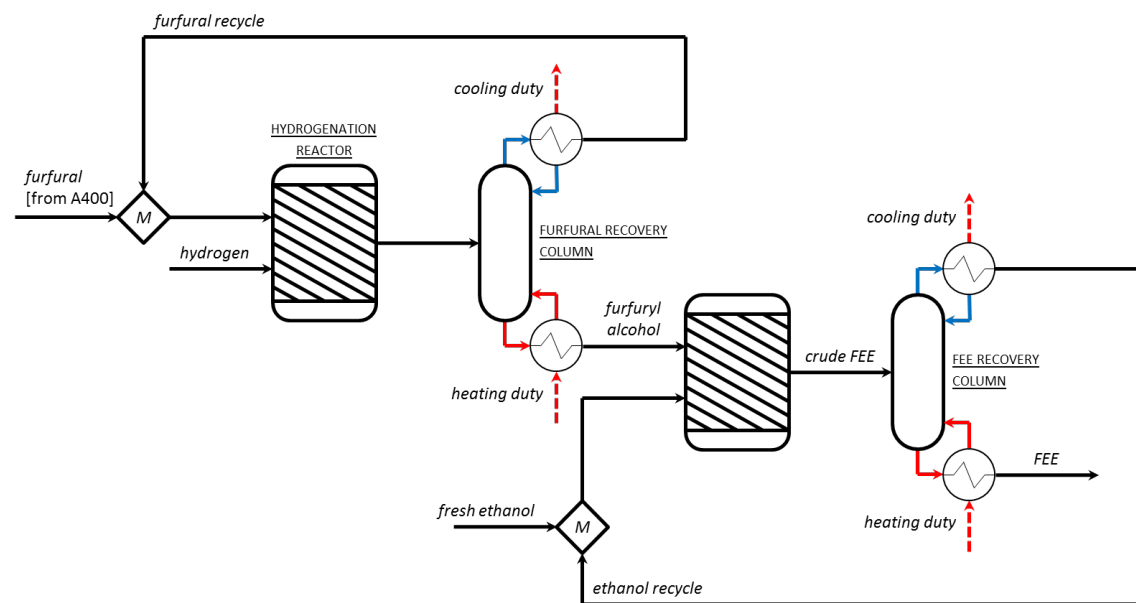 furfural recycle
cooling duty
HYDROGENATION
REACTOR
furfural
[from A400]
M
hydrogen
FURFURAL RECOVERY
COLUMN
cooling duty
furfuryl
alcohol
crude FEE
FEE RECOVERY
COLUMN
heating duty
FEE
fresh ethanol
M
heating duty
ethanol recycle